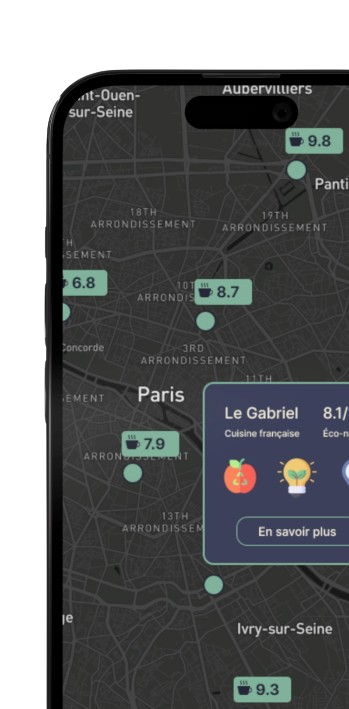 Aubervilliers
nt-Ouen-
sur-Seine
9.8
Panti
18TH
ARRONDISSEMENT
19TH
ARRONDISSEMENT
H
SEMENT
6.8
10T
ARRONDIS
8.7
Concorde
3RD
ARRONDISSEMENT
11TH
EMENT
Paris
Le Gabriel 8.1/
Cuisine française Éco-n
7.9
ARRONDISSEMENT
13TH
ARRONDISSEM
En savoir plus
ge
Ivry-sur-Seine
9.3